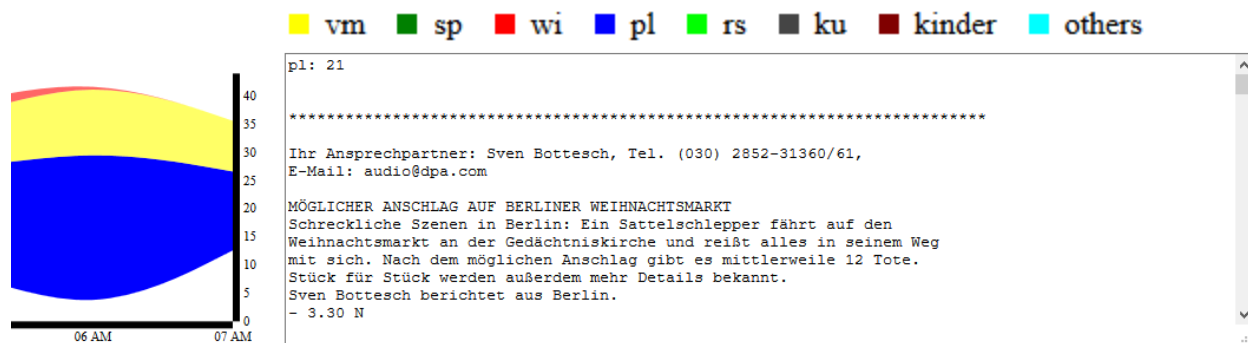 vm sp wi pl rs ku kinder others
pl: 21
***************************************************************************
Ihr Ansprechpartner: Sven Bottesch, Tel. (030) 2852-31360/61,
E-Mail: audio@dpa.com
MÖGLICHER ANSCHLAG AUF BERLINER WEIHNACHTSMARKT
Schreckliche Szenen in Berlin: Ein Sattelschlepper fährt auf den
Weihnachtsmarkt an der Gedächtniskirche und reißt alles in seinem Weg
mit sich. Nach dem möglichen Anschlag gibt es mittlerweile 12 Tote.
Stück für Stück werden außerdem mehr Details bekannt.
Sven Bottesch berichtet aus Berlin.
- 3.30 N
40
35
30
25
20
15
10
5
0
06 AM 07 AM